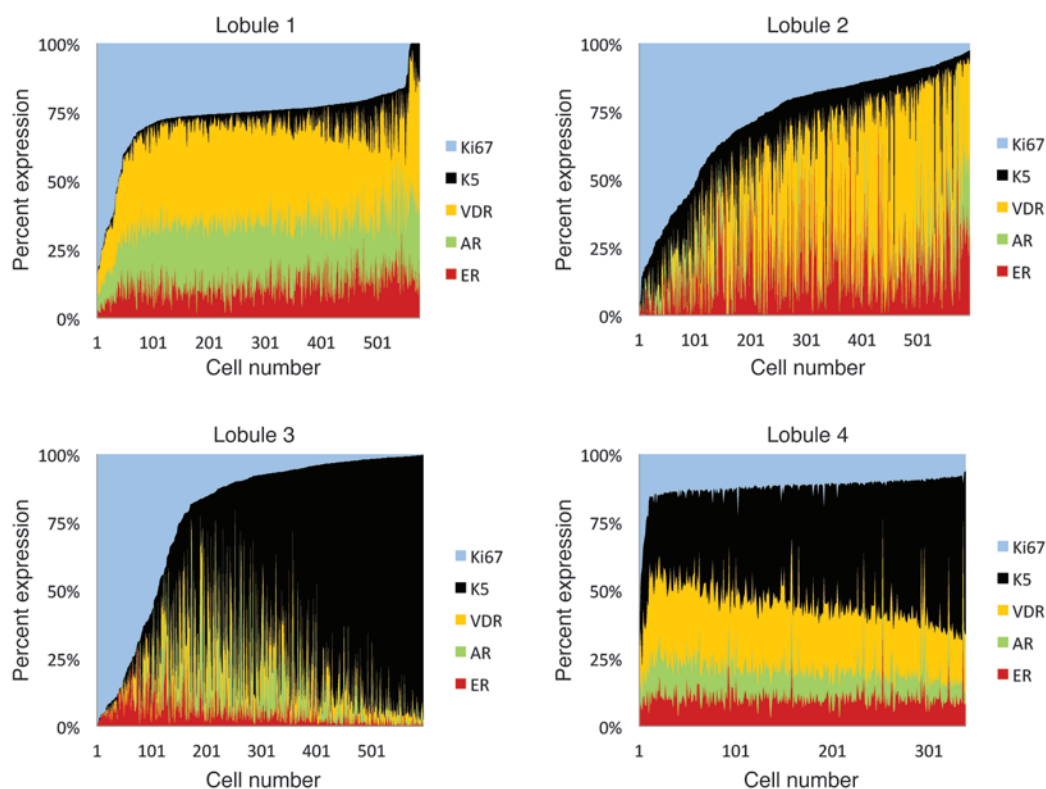 Lobule 1
Percent expression
100%
75%
50%
25%
0%
1 101 201 301 401 501
Cell number
Ki67
K5
VDR
AR
ER
Lobule 2
Percent expression
100%
75%
50%
25%
0%
1 101 201 301 401 501
Cell number
Ki67
K5
VDR
AR
ER
Lobule 3
Percent expression
100%
75%
50%
25%
0%
1 101 201 301 401 501
Cell number
Ki67
K5
VDR
AR
ER
Lobule 4
Percent expression
100%
75%
50%
25%
0%
1 101 201 301
Cell number
Ki67
K5
VDR
AR
ER